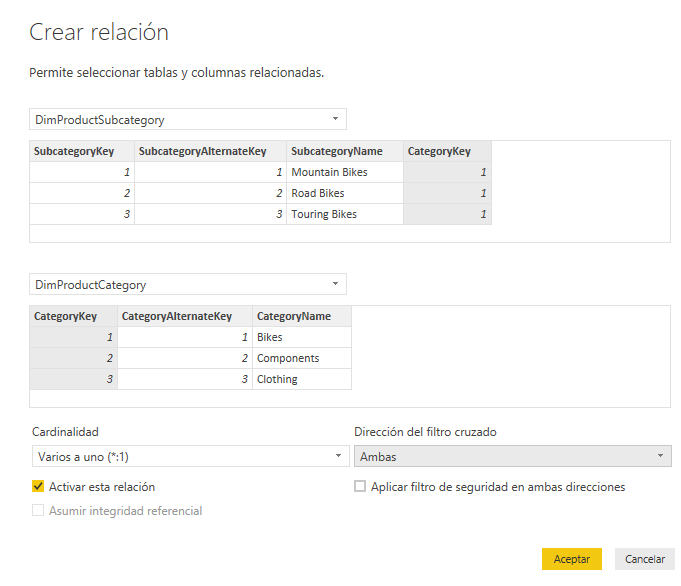 Crear relación
Permite seleccionar tablas y columnas relacionadas.
DimProductSubcategory
SubcategoryKey SubcategoryAlternateKey SubcategoryName CategoryKey
1 1 Mountain Bikes 1
2 2 Road Bikes 1
3 3 Touring Bikes 1
DimProductCategory
CategoryKey CategoryAlternateKey CategoryName
1 1 Bikes
2 2 Components
3 3 Clothing
Cardinalidad Dirección del filtro cruzado
Varios a uno (*:1) Ambas
Activar esta relación Aplicar filtro de seguridad en ambas direcciones
Asumir integridad referencial
Aceptar Cancelar